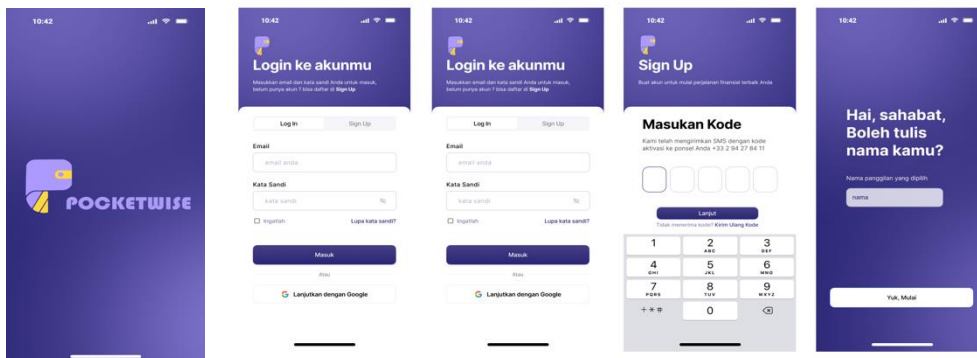 10:42
POCKETWISE
10:42
Login ke akunmu
Masukkan email dan kata sandi Anda untuk masuk,
belum punya akun ? bisa daftar di Sign Up
Log In
Sign Up
Email
email anda
Kata Sandi
kata sandi
Ingatlah
Lupa kata sandi?
Masuk
Atau
Lanjutkan dengan Google
10:42
Login ke akunmu
Masukkan email dan kata sandi Anda untuk masuk,
belum punya akun ? bisa daftar di Sign Up
Log In
Sign Up
Email
email anda
Kata Sandi
kata sandi
Ingatlah
Lupa kata sandi?
Masuk
Atau
Lanjutkan dengan Google
10:42
Sign Up
Buat akun untuk mulai perjalanan finansial terbaik Anda
Masukan Kode
Kami telah mengirimkan SMS dengan kode
aktivasi ke ponsel Anda +33 2 94 27 84 11
Lanjut
Tidak menerima kode? Kirim Ulang Kode
1
2
ABC
3
DEF
4
GHI
5
JKL
6
MNO
7
PQRS
8
TUV
9
WXYZ
+ * #
0
10:42
Hai, sahabat,
Boleh tulis
nama kamu?
Nama panggilan yang dipilih
nama
Yuk, Mulai